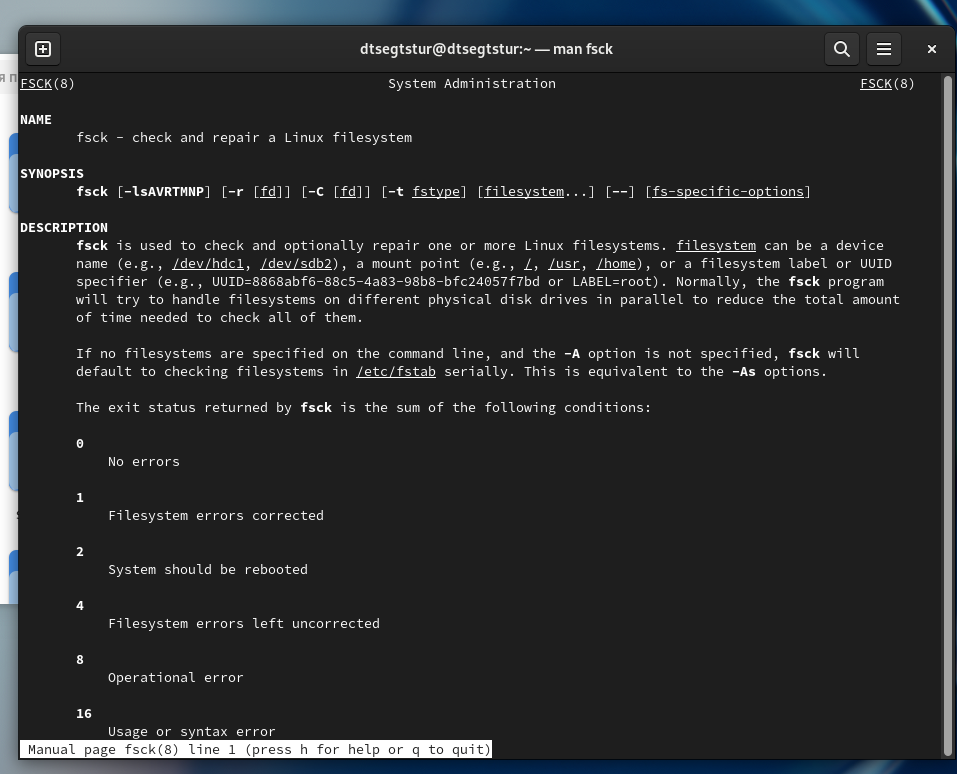 dtsegtstur@dtsegtstur:~ — man fsck
FSCK(8) System Administration FSCK(8)
NAME
fsck - check and repair a Linux filesystem
SYNOPSIS
fsck [-lsAVRTMNP] [-r [fd]] [-C [fd]] [-t fstype] [filesystem...] [--] [fs-specific-options]
DESCRIPTION
fsck is used to check and optionally repair one or more Linux filesystems. filesystem can be a device
name (e.g., /dev/hdc1, /dev/sdb2), a mount point (e.g., /, /usr, /home), or a filesystem label or UUID
specifier (e.g., UUID=8868abf6-88c5-4a83-98b8-bfc24057f7bd or LABEL=root). Normally, the fsck program
will try to handle filesystems on different physical disk drives in parallel to reduce the total amount
of time needed to check all of them.
If no filesystems are specified on the command line, and the -A option is not specified, fsck will
default to checking filesystems in /etc/fstab serially. This is equivalent to the -As options.
The exit status returned by fsck is the sum of the following conditions:
0
No errors
1
Filesystem errors corrected
2
System should be rebooted
4
Filesystem errors left uncorrected
8
Operational error
16
Usage or syntax error
Manual page fsck(8) line 1 (press h for help or q to quit)